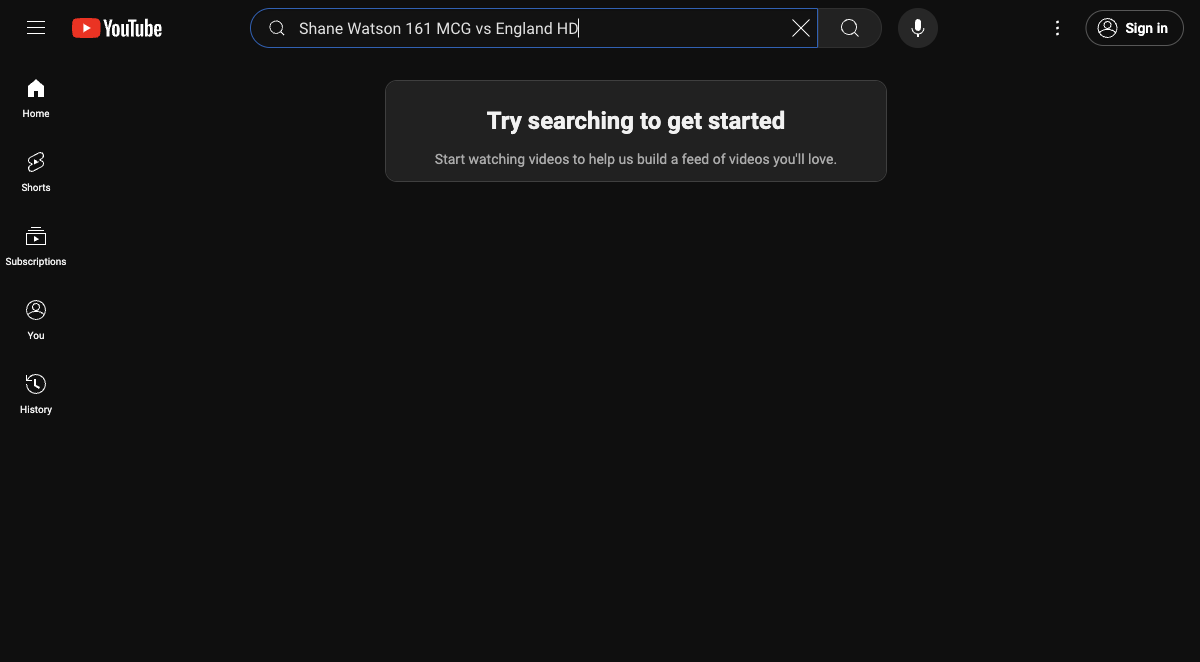 YouTube
Shane Watson 161 MCG vs England HD
Sign in
Home
Shorts
Subscriptions
You
History
Try searching to get started
Start watching videos to help us build a feed of videos you'll love.